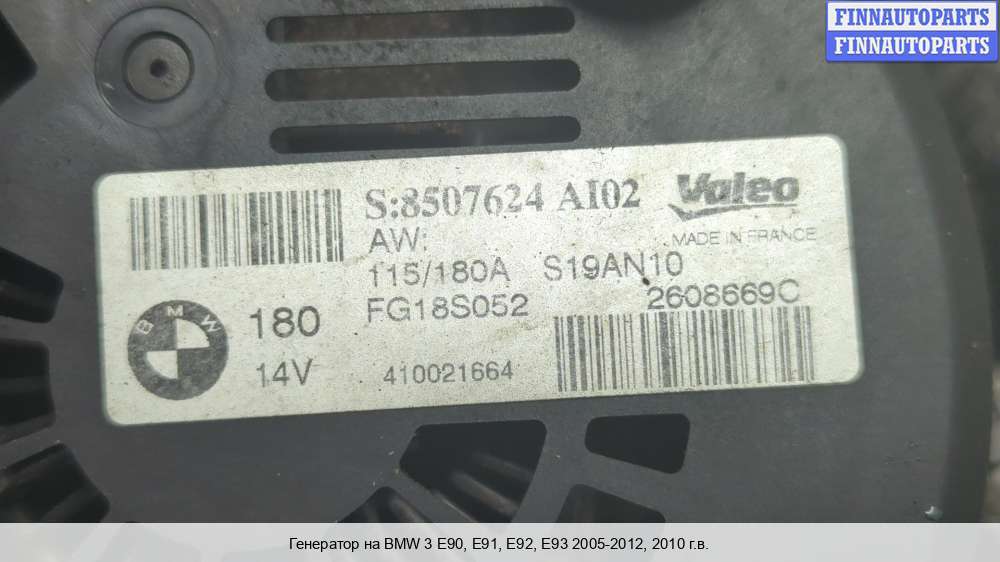 FINNAUTOPARTS
FINNAUTOPARTS
S:8507624 AI02
Valeo
AW:
MADE IN FRANCE
115/180A S19AN10
180
FG18S052
2608669C
BMW
14V
410021664
Генератор на BMW 3 E90, E91, E92, E93 2005-2012, 2010 г.в.